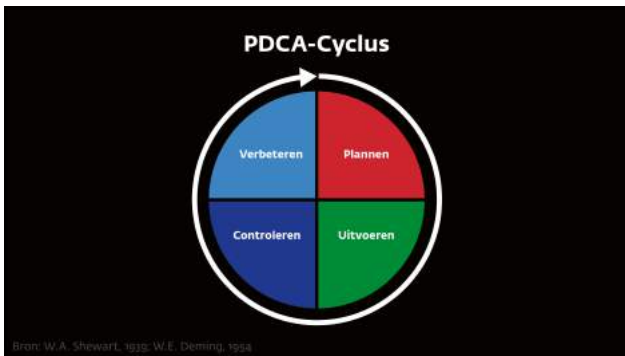 PDCA-Cyclus
Verbeteren
Plannen
Controleren
Uitvoeren
Bron: W.A. Shewart, 1939; W.E. Deming, 1954